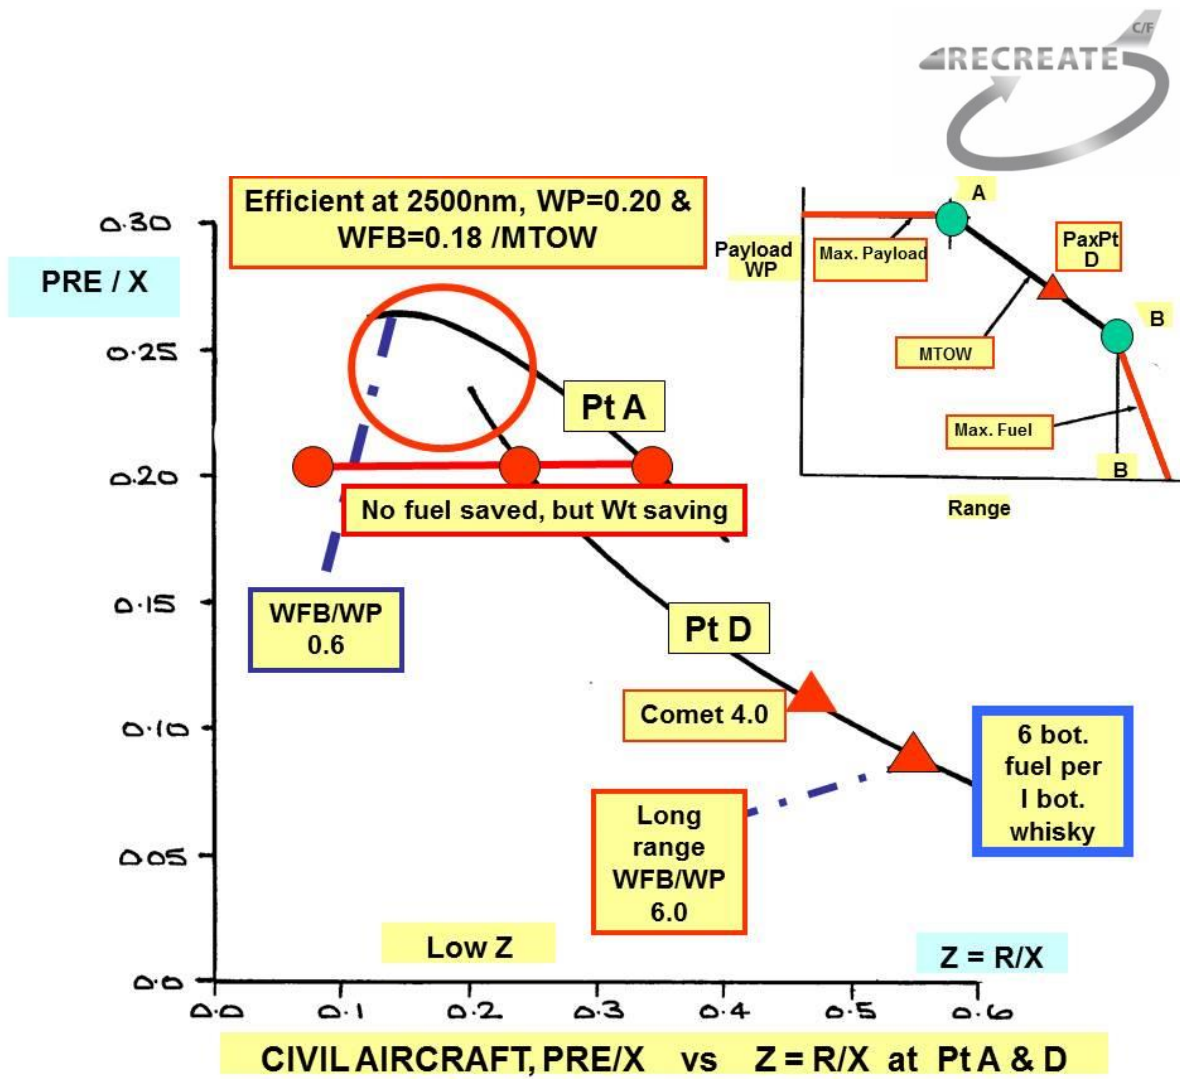 C/F
RECREATE
Efficient at 2500nm, WP=0.20 &
WFB=0.18 /MTOW
PRE / X
0.30
0.25
0.20
0.15
0.10
0.05
0.0
Pt A
No fuel saved, but Wt saving
WFB/WP
0.6
Pt D
Comet 4.0
Long
range
WFB/WP
6.0
6 bot.
fuel per
I bot.
whisky
Low Z
Z = R/X
0.0 0.1 0.2 0.3 0.4 0.5 0.6
CIVIL AIRCRAFT, PRE/X vs Z = R/X at Pt A & D
A
Payload
WP
Max. Payload
PaxPt
D
B
MTOW
Max. Fuel
B
Range